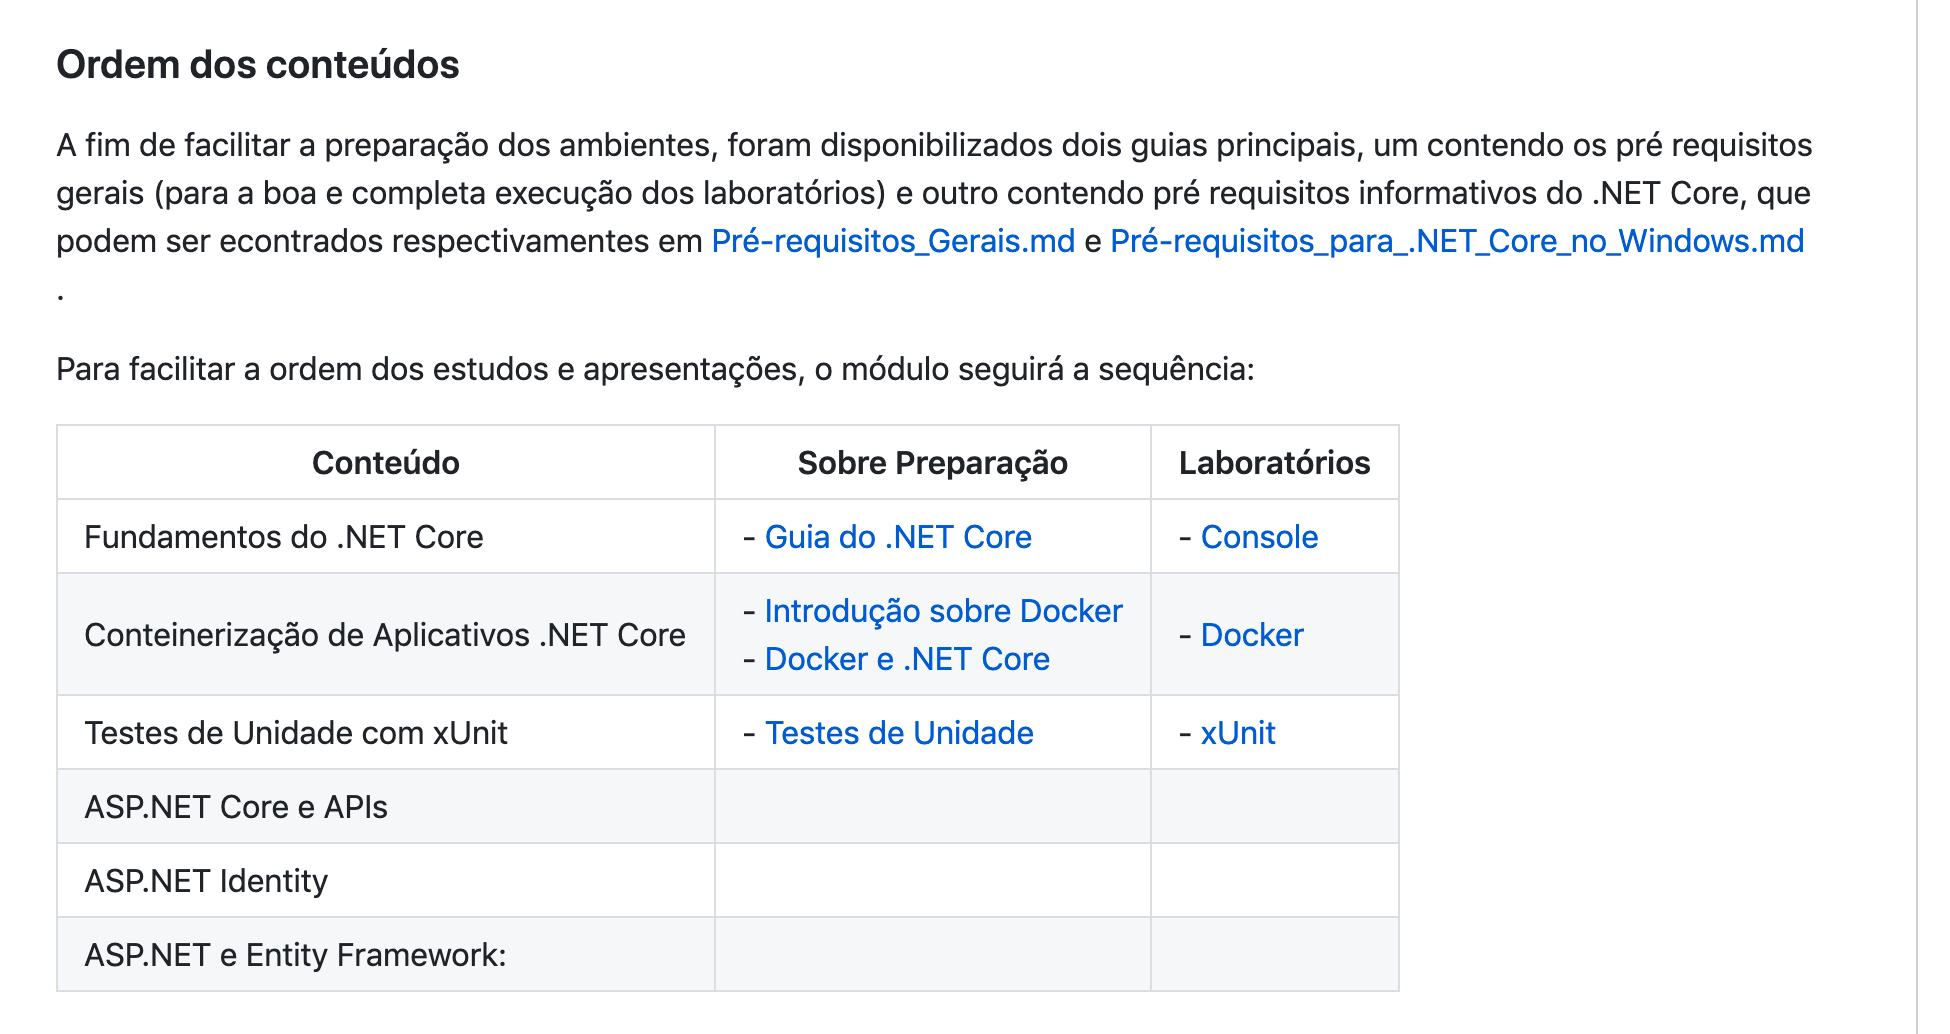 Ordem dos conteúdos
A fim de facilitar a preparação dos ambientes, foram disponibilizados dois guias principais, um contendo os pré requisitos
gerais (para a boa e completa execução dos laboratórios) e outro contendo pré requisitos informativos do .NET Core, que
podem ser econtrados respectivamentes em Pré-requisitos_Gerais.md e Pré-requisitos_para_.NET_Core_no_Windows.md
.
Para facilitar a ordem dos estudos e apresentações, o módulo seguirá a sequência:
Conteúdo Sobre Preparação Laboratórios
Fundamentos do .NET Core - Guia do .NET Core - Console
Conteinerização de Aplicativos .NET Core - Introdução sobre Docker
- Docker e .NET Core - Docker
Testes de Unidade com xUnit - Testes de Unidade - xUnit
ASP.NET Core e APIs
ASP.NET Identity
ASP.NET e Entity Framework: